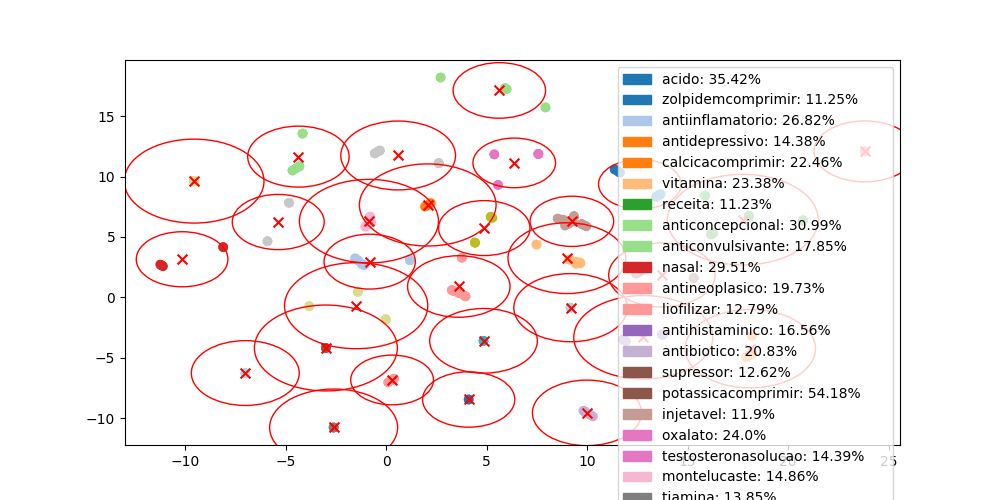 15
10
5
0
−5
−10
−10
−5
0
5
10
15
20
25
acido: 35.42%
zolpidemcomprimir: 11.25%
antiinflamatorio: 26.82%
antidepressivo: 14.38%
calcicacomprimir: 22.46%
vitamina: 23.38%
receita: 11.23%
anticoncepcional: 30.99%
anticonvulsivante: 17.85%
nasal: 29.51%
antineoplasico: 19.73%
liofilizar: 12.79%
antihistaminico: 16.56%
antibiotico: 20.83%
supressor: 12.62%
potassicacomprimir: 54.18%
injetavel: 11.9%
oxalato: 24.0%
testosteronasolucao: 14.39%
montelucaste: 14.86%
tiamina: 13.85%